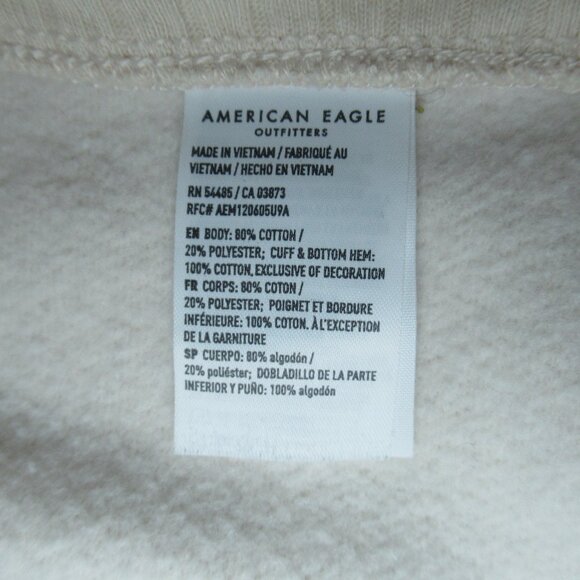 AMERICAN EAGLE
OUTFITTERS
MADE IN VIETNAM / FABRIQUÉ AU
VIETNAM / HECHO EN VIETNAM
RN 54485 / CA 03873
RFC# AEM120605U9A
EN BODY: 80% COTTON /
20% POLYESTER; CUFF & BOTTOM HEM:
100% COTTON, EXCLUSIVE OF DECORATION
FR CORPS: 80% COTON /
20% POLYESTER; POIGNET ET BORDURE
INFÉRIEURE: 100% COTON. À L'EXCEPTION
DE LA GARNITURE
SP CUERPO: 80% algodón /
20% poliéster; DOBLADILLO DE LA PARTE
INFERIOR Y PUÑO: 100% algodón